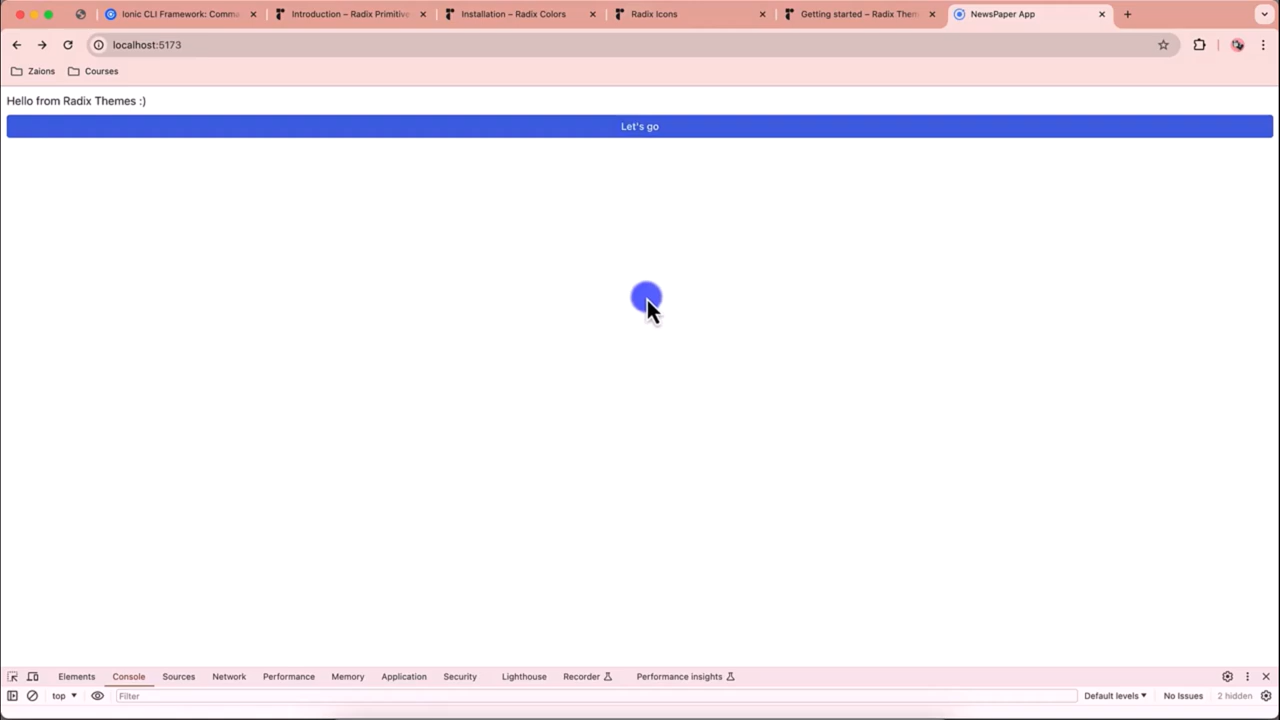 Ionic CLI Framework: Comma
Introduction – Radix Primitive
Installation – Radix Colors
Radix Icons
Getting started – Radix Then
NewsPaper App
localhost:5173
Zaions
Courses
Hello from Radix Themes :)
Let's go
Elements
Console
Sources
Network
Performance
Memory
Application
Security
Lighthouse
Recorder
Performance insights
top
Filter
Default levels
No Issues
2 hidden